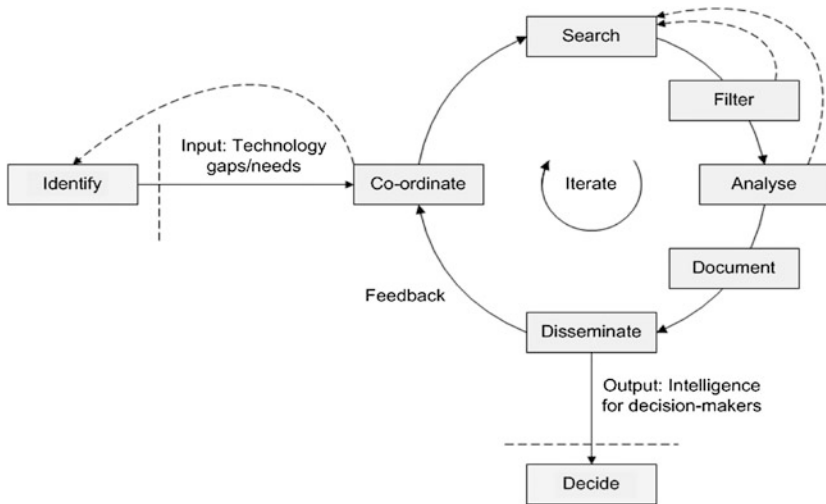 Search
Filter
Input: Technology
gaps/needs
Identify
Co-ordinate
Iterate
Analyse
Document
Feedback
Disseminate
Output: Intelligence
for decision-makers
Decide